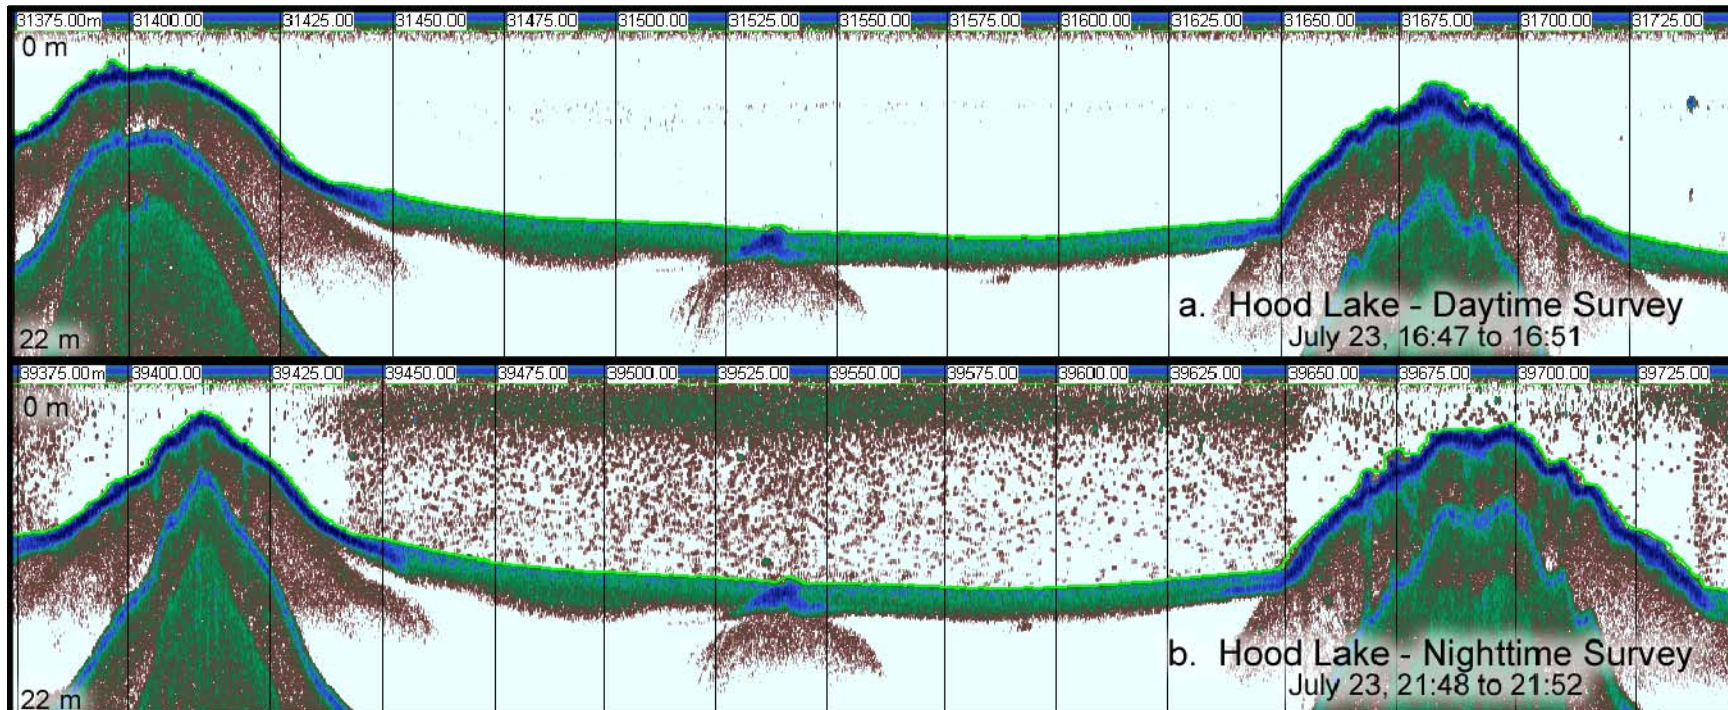 31375.00m 31400.00 31425.00 31450.00 31475.00 31500.00 31525.00 31550.00 31575.00 31600.00 31625.00 31650.00 31675.00 31700.00 31725.00
0 m
a. Hood Lake - Daytime Survey
July 23, 16:47 to 16:51
22 m
39375.00m 39400.00 39425.00 39450.00 39475.00 39500.00 39525.00 39550.00 39575.00 39600.00 39625.00 39650.00 39675.00 39700.00 39725.00
0 m
b. Hood Lake - Nighttime Survey
July 23, 21:48 to 21:52
22 m